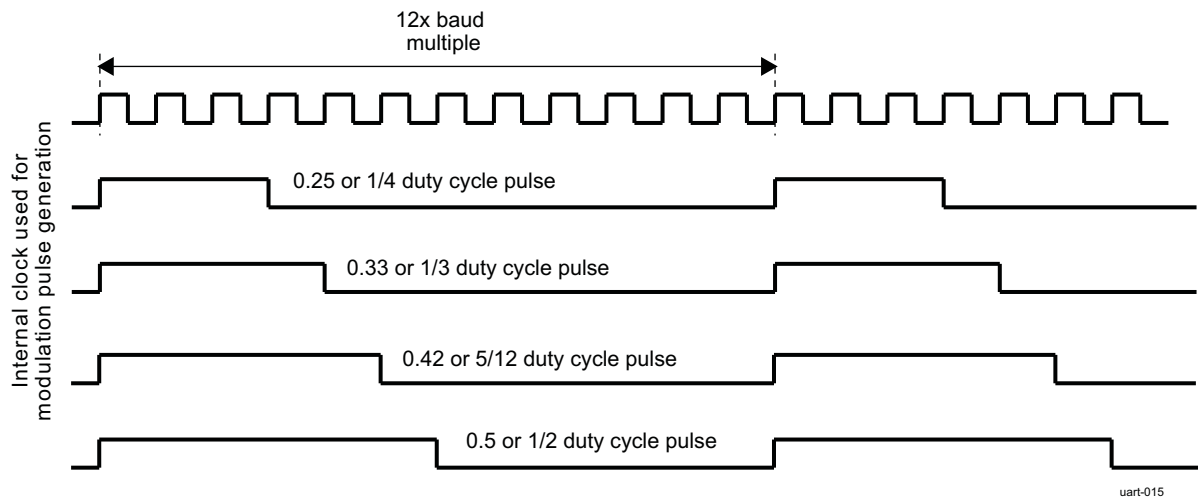 12x baud
multiple
Internal clock used for
modulation pulse generation
0.25 or 1/4 duty cycle pulse
0.33 or 1/3 duty cycle pulse
0.42 or 5/12 duty cycle pulse
0.5 or 1/2 duty cycle pulse
uart-015